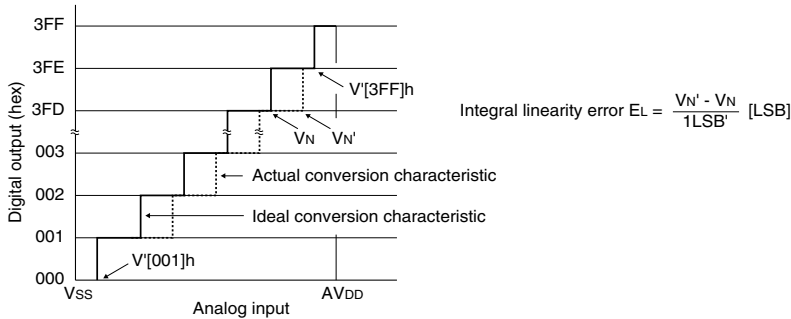 Digital output (hex)
3FF
3FE
3FD
003
002
001
000
V'[3FF]h
VN
VN'
Actual conversion characteristic
Ideal conversion characteristic
V'[001]h
VSS
AVDD
Analog input
Integral linearity error EL = VN' - VN [LSB]
1LSB'